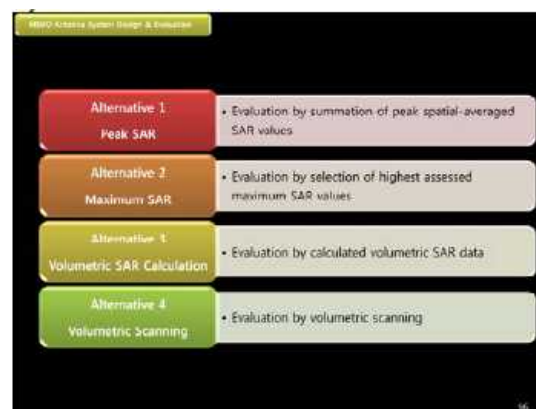 MIMO Antenna System Design & Evaluation
Alternative 1
Peak SAR
• Evaluation by summation of peak spatial-averaged
SAR values
Alternative 2
Maximum SAR
• Evaluation by selection of highest assessed
maximum SAR values
Alternative 3
Volumetric SAR Calculation
• Evaluation by calculated volumetric SAR data
Alternative 4
Volumetric Scanning
• Evaluation by volumetric scanning
96